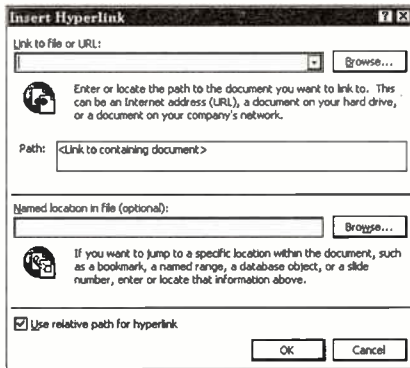 Insert Hyperlink
Link to file or URL:
Browse...
Enter or locate the path to the document you want to link to. This
can be an Internet address (URL), a document on your hard drive,
or a document on your company's network.
Path: <Link to containing document>
Named location in file (optional):
Browse...
If you want to jump to a specific location within the document, such
as a bookmark, a named range, a database object, or a slide
number, enter or locate that information above.
Use relative path for hyperlink
OK Cancel